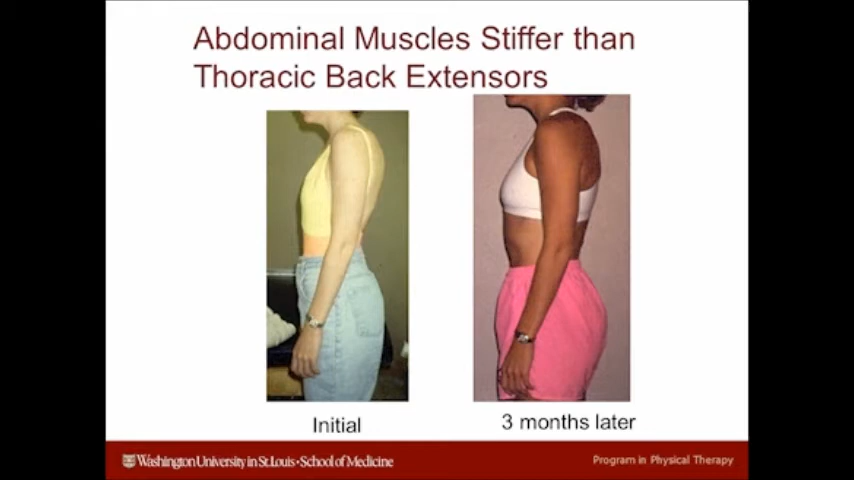 Abdominal Muscles Stiffer than
Thoracic Back Extensors
Initial
3 months later
Washington University in St. Louis • School of Medicine
Program in Physical Therapy